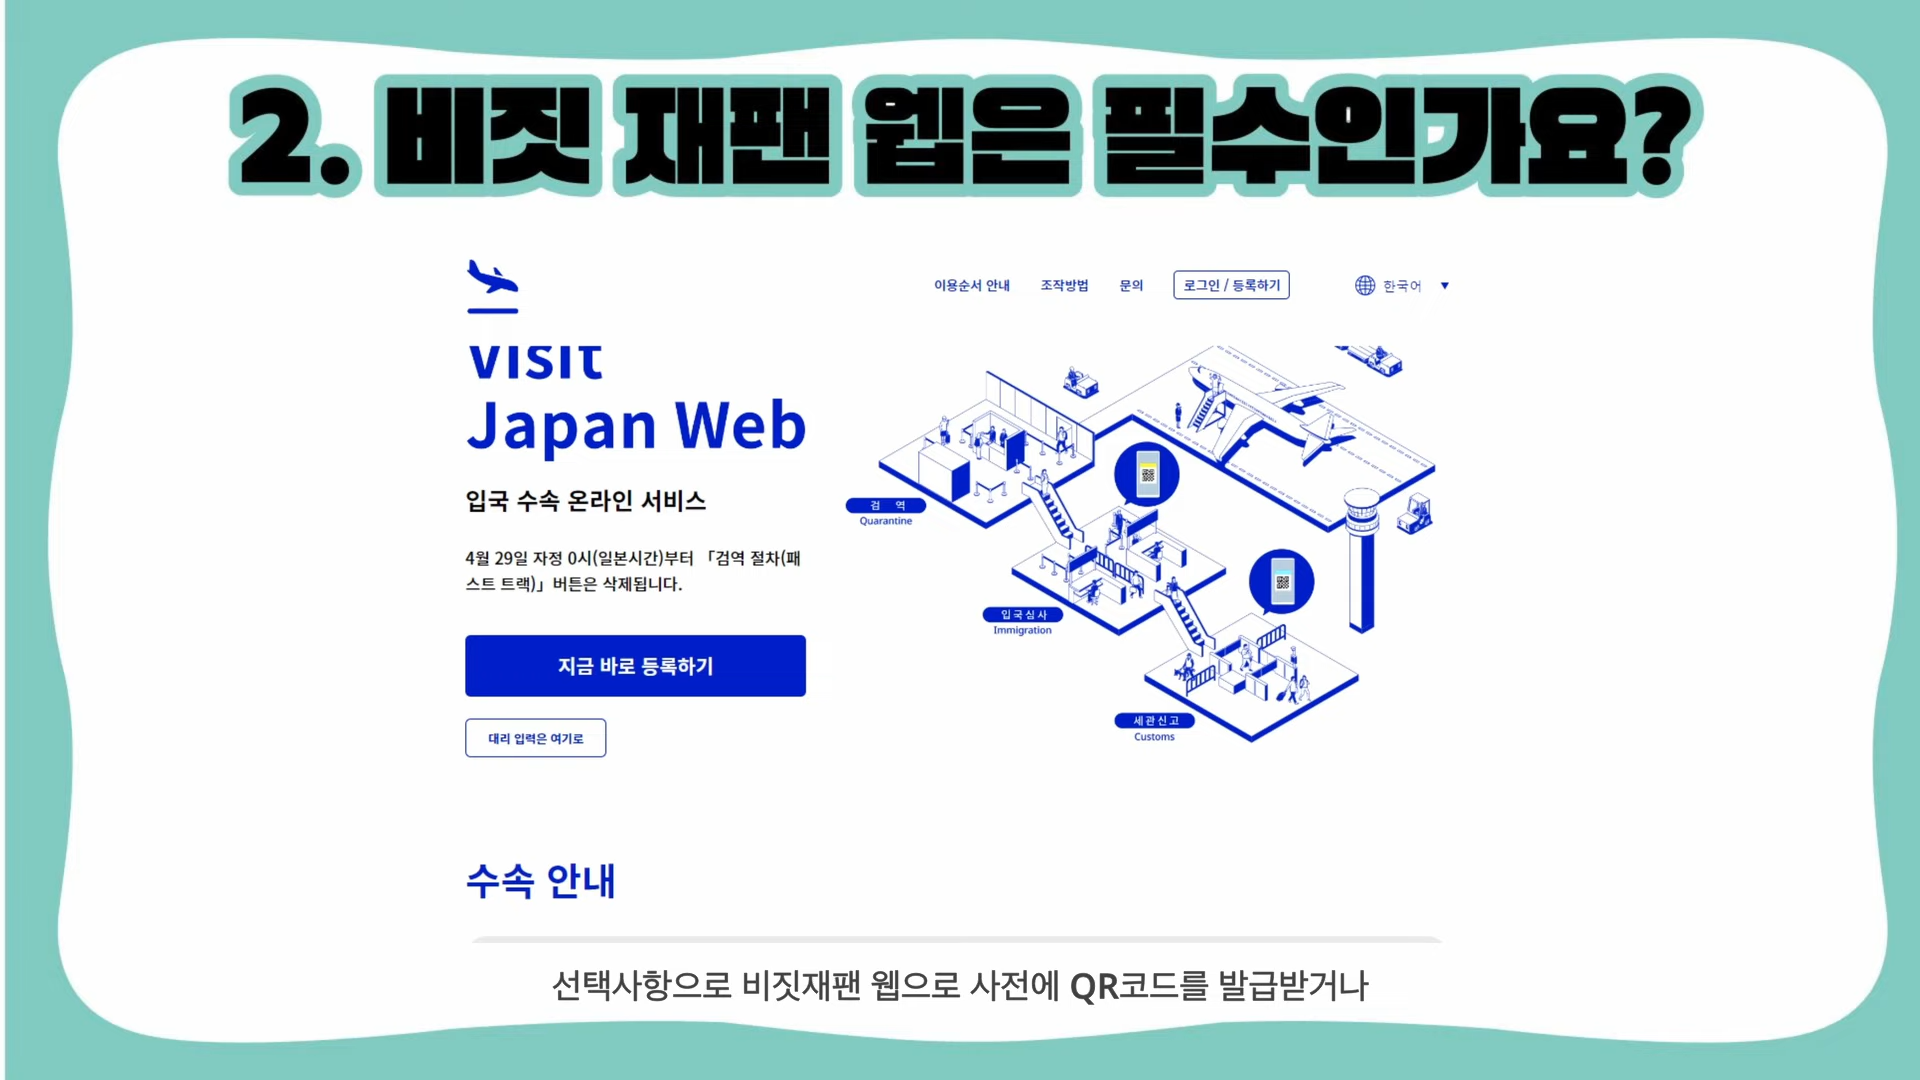 2. 비짓 재팬 웹은 필수인가요?
이용순서 안내 조작방법 문의 로그인 / 등록하기 한국어
Visit
Japan Web
입국 수속 온라인 서비스
4월 29일 자정 0시(일본시간)부터 「검역 절차(패
스트 트랙)」버튼은 삭제됩니다.
지금 바로 등록하기
대리 입력은 여기로
검 역
Quarantine
입국심사
Immigration
세관신고
Customs
수속 안내
선택사항으로 비짓재팬 웹으로 사전에 QR코드를 발급받거나